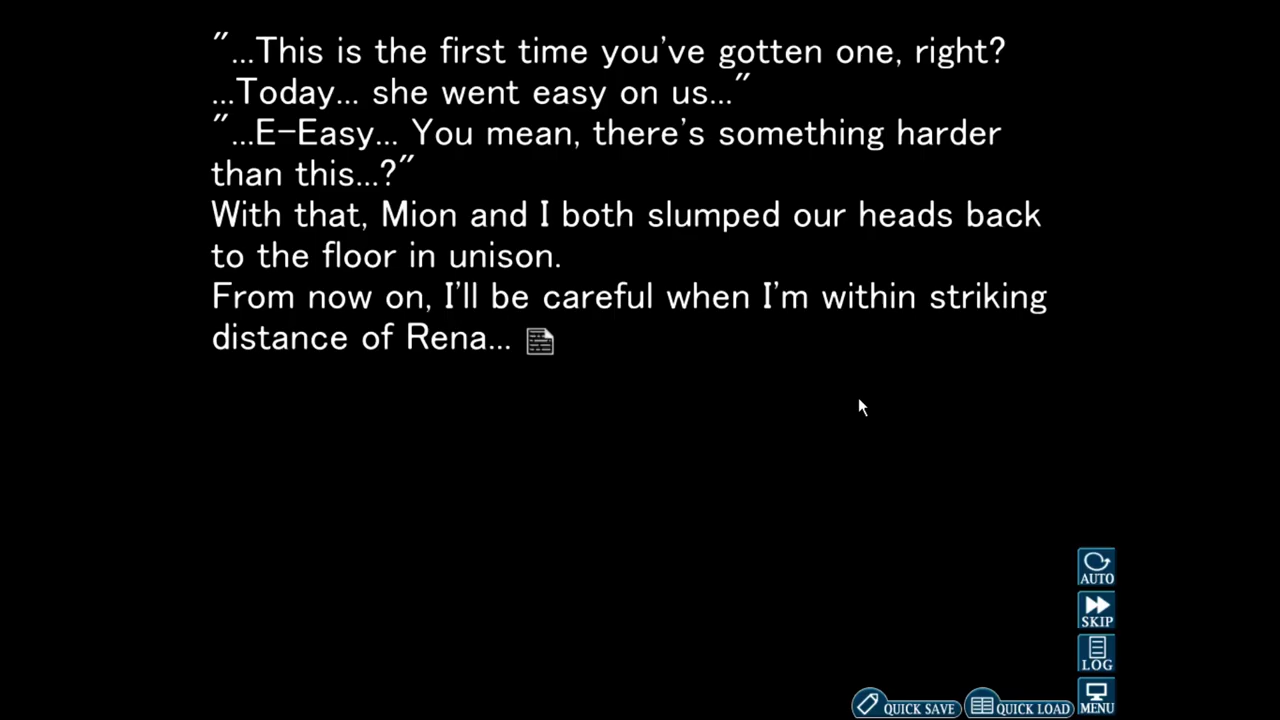 "...This is the first time you've gotten one, right?
...Today... she went easy on us..."
"...E-Easy... You mean, there's something harder
than this...?"
With that, Mion and I both slumped our heads back
to the floor in unison.
From now on, I'll be careful when I'm within striking
distance of Rena...
AUTO
SKIP
LOG
MENU
QUICK SAVE
QUICK LOAD